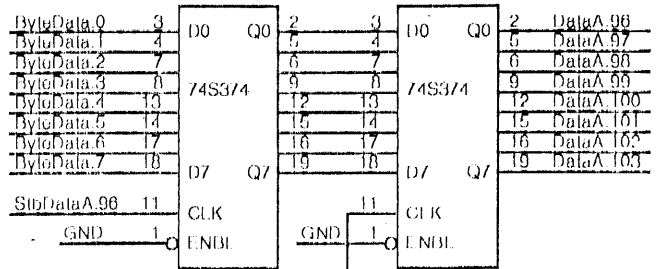 ByteData.0 3 D0 Q0 2 3 D0 Q0 2 DataA.96
ByteData.1 4 5 4 5 DataA.97
ByteData.2 7 6 7 6 DataA.98
ByteData.3 8 74S374 9 8 74S374 9 DataA.99
ByteData.4 13 12 13 12 DataA.100
ByteData.5 14 15 14 15 DataA.101
ByteData.6 17 16 17 16 DataA.102
ByteData.7 18 D7 Q7 19 18 D7 Q7 19 DataA.103
StbDataA.96 11 CLK 11 CLK
GND 1 ENBL GND 1 ENBL